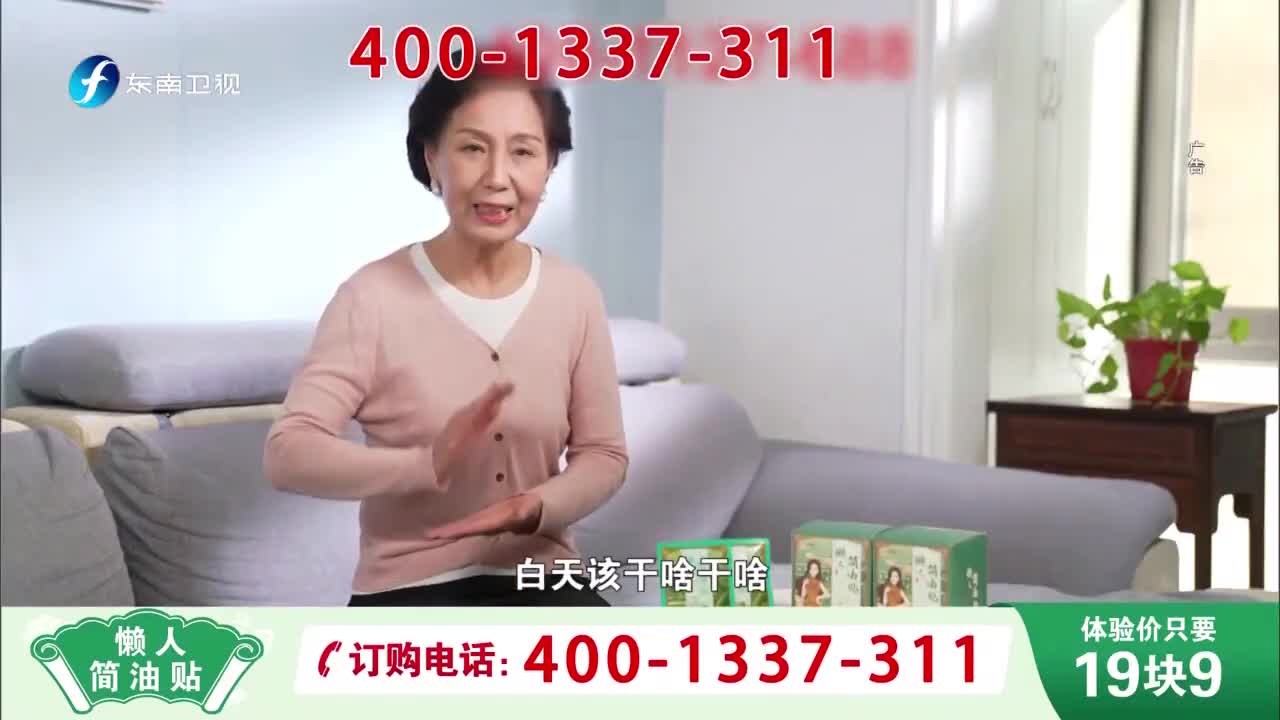 400-1337-311
东南卫视
广告
白天该干啥干啥
懒人
简油贴
订购电话：400-1337-311
体验价只要
19块9